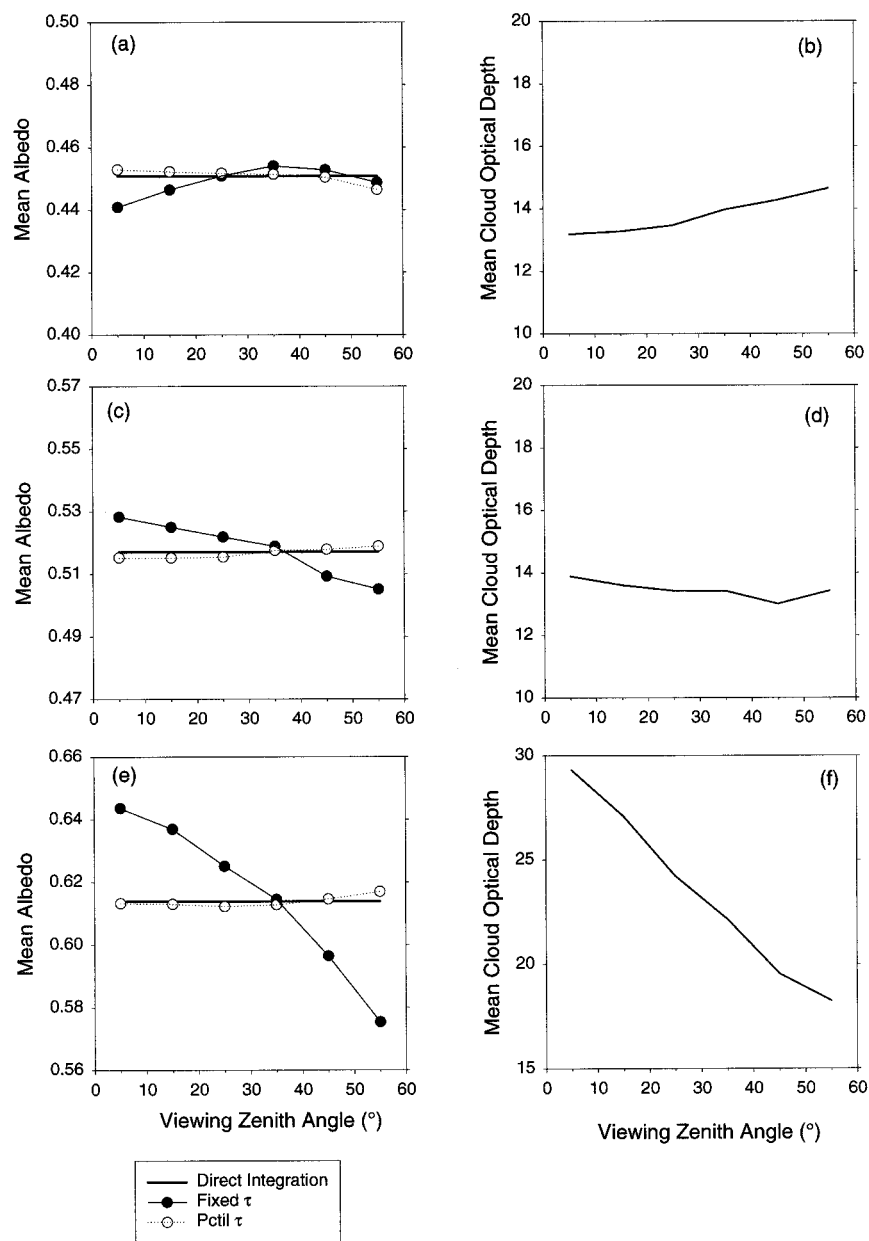 (a)
Mean Albedo
0.50
0.48
0.46
0.44
0.42
0.40
0 10 20 30 40 50 60
(b)
Mean Cloud Optical Depth
20
18
16
14
12
10
0 10 20 30 40 50 60
(c)
Mean Albedo
0.57
0.55
0.53
0.51
0.49
0.47
0 10 20 30 40 50 60
(d)
Mean Cloud Optical Depth
20
18
16
14
12
10
0 10 20 30 40 50 60
(e)
Mean Albedo
0.66
0.64
0.62
0.60
0.58
0.56
0 10 20 30 40 50 60
Viewing Zenith Angle (°)
(f)
Mean Cloud Optical Depth
30
25
20
15
0 10 20 30 40 50 60
Viewing Zenith Angle (°)
Direct Integration
Fixed τ
Pctil τ